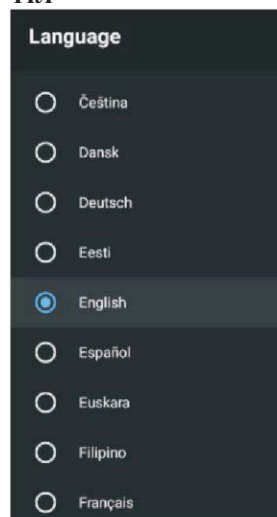 Language
Čeština
Dansk
Deutsch
Eesti
English
Español
Euskara
Filipino
Français